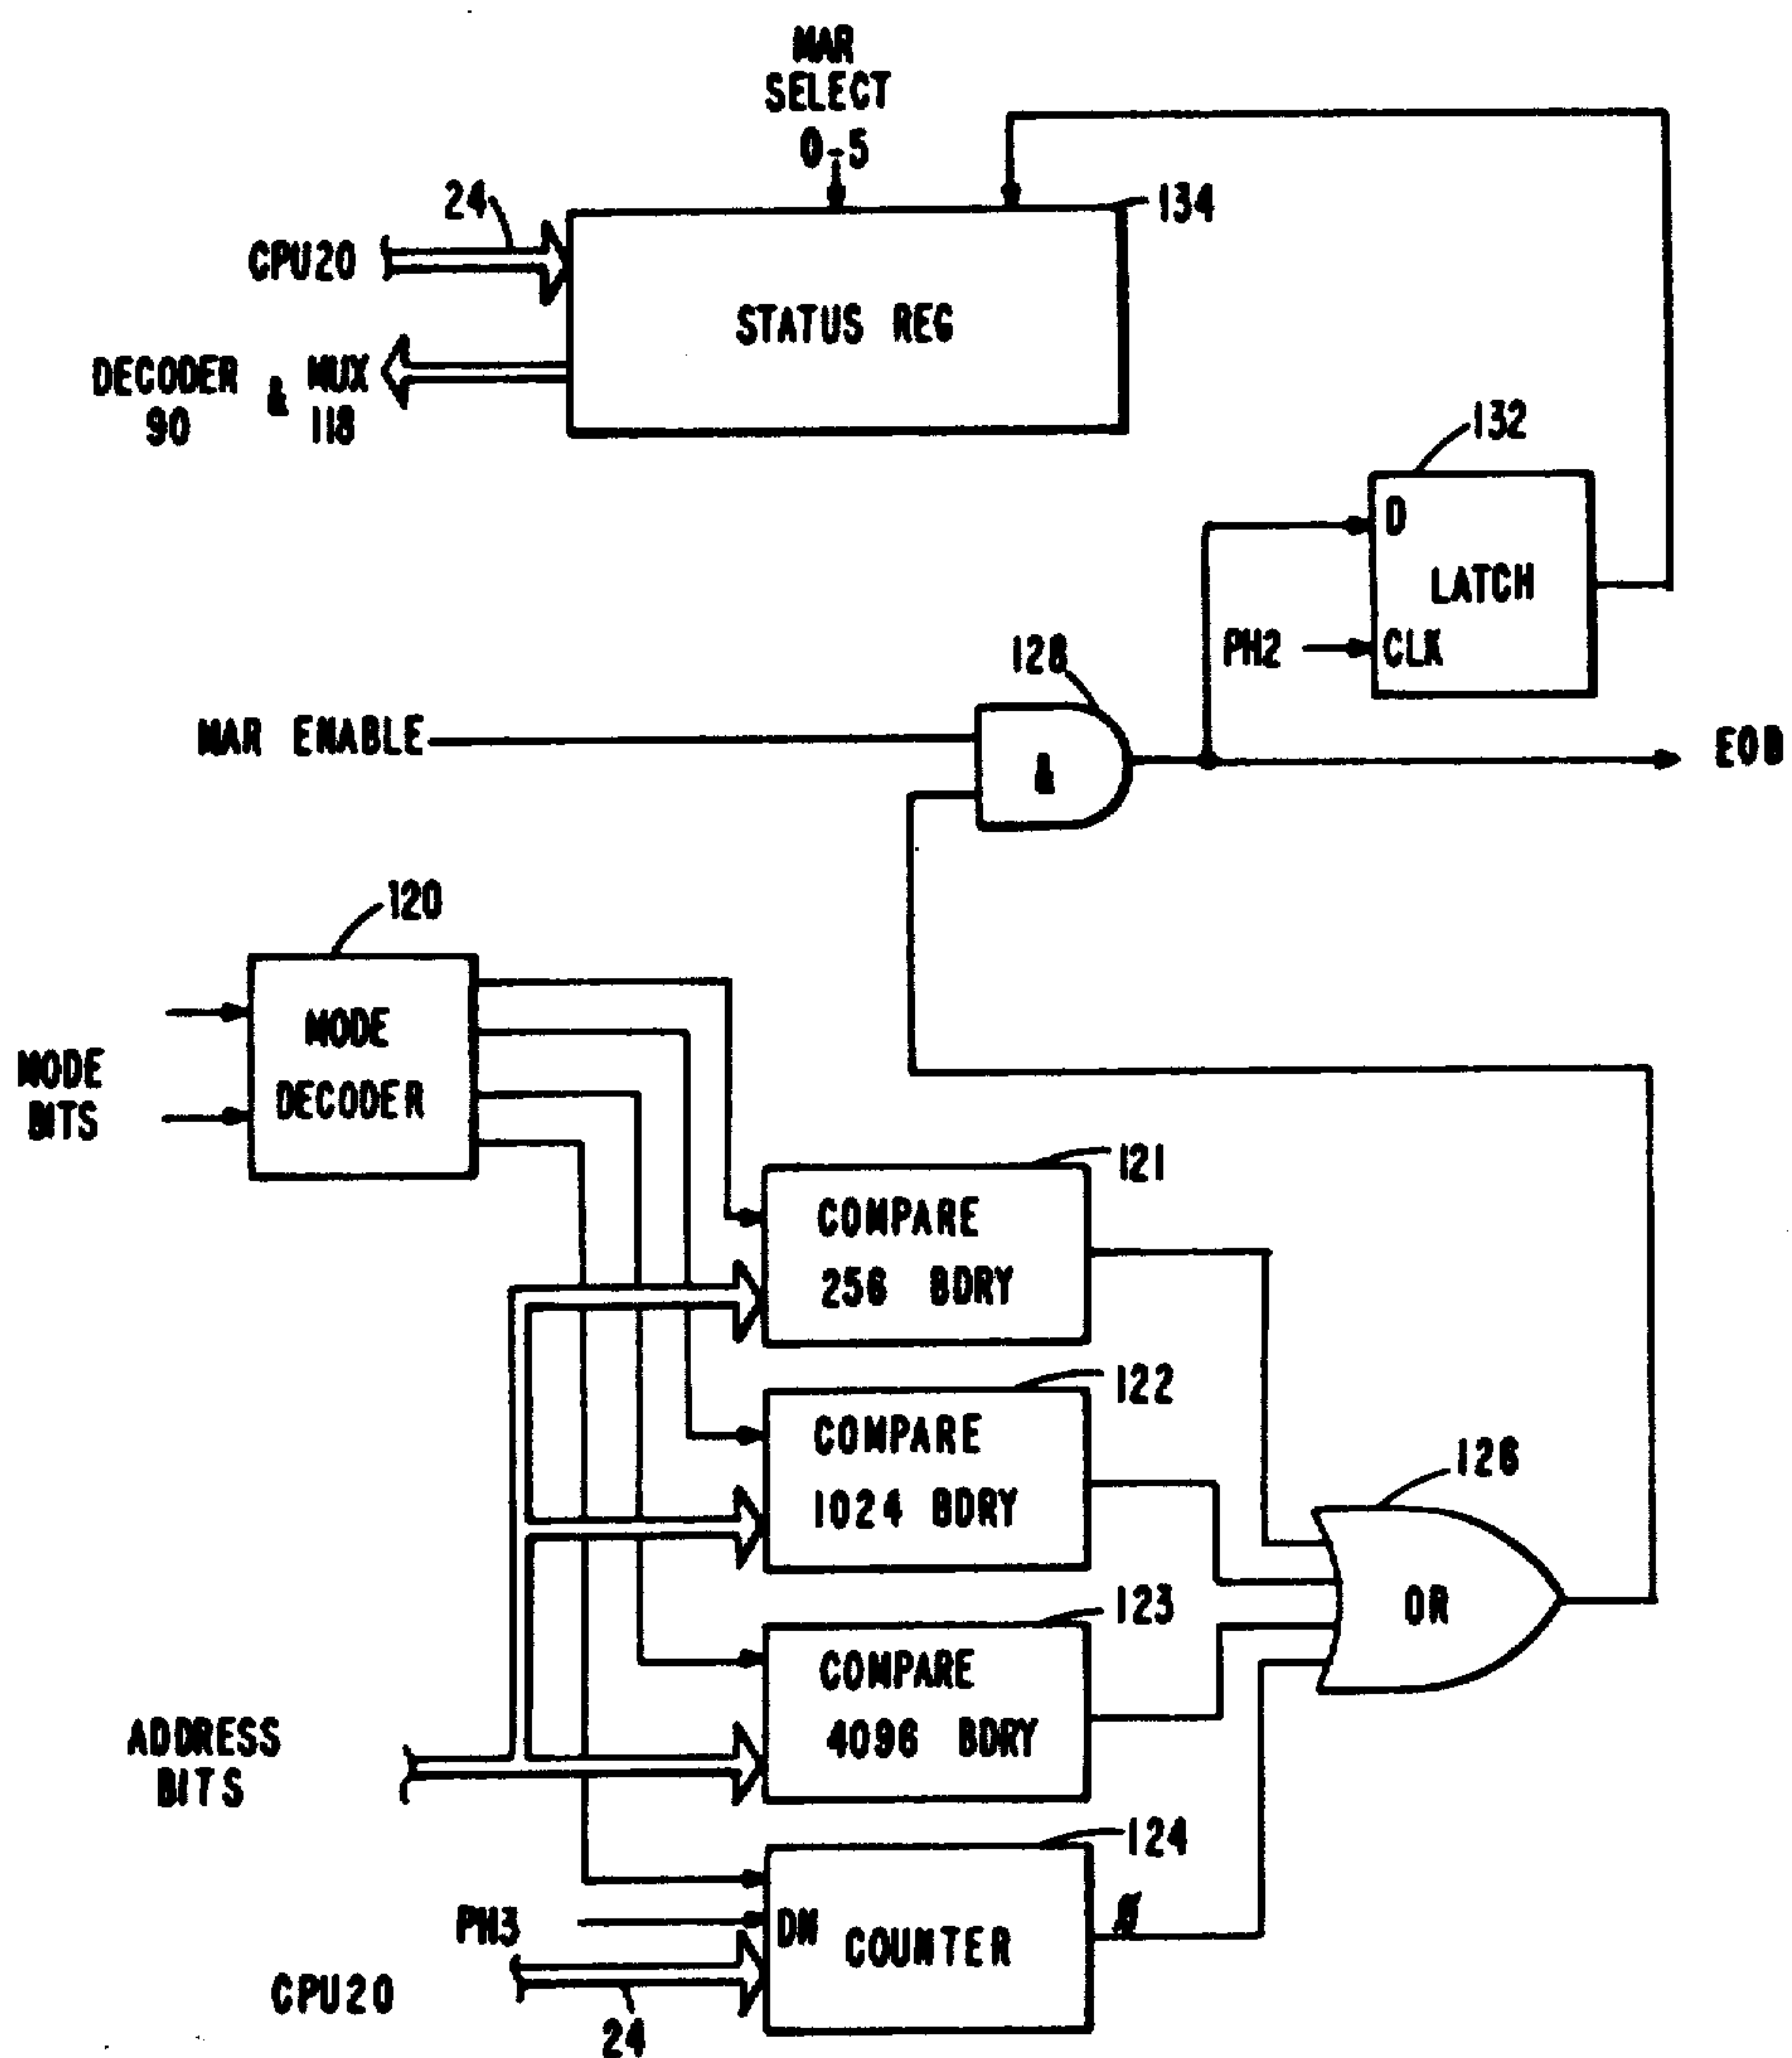 MAR
SELECT
0-5
24
134
CPU20
STATUS REG
DECODER & MUX
90 118
132
D
LATCH
PH2
CLK
128
MAR ENABLE
&
EOB
120
MODE
DECODER
MODE
BITS
121
COMPARE
256 BDRY
122
COMPARE
1024 BDRY
126
OR
123
COMPARE
4096 BDRY
ADDRESS
BITS
124
PH3
DN
COUNTER
Ø
CPU20
24